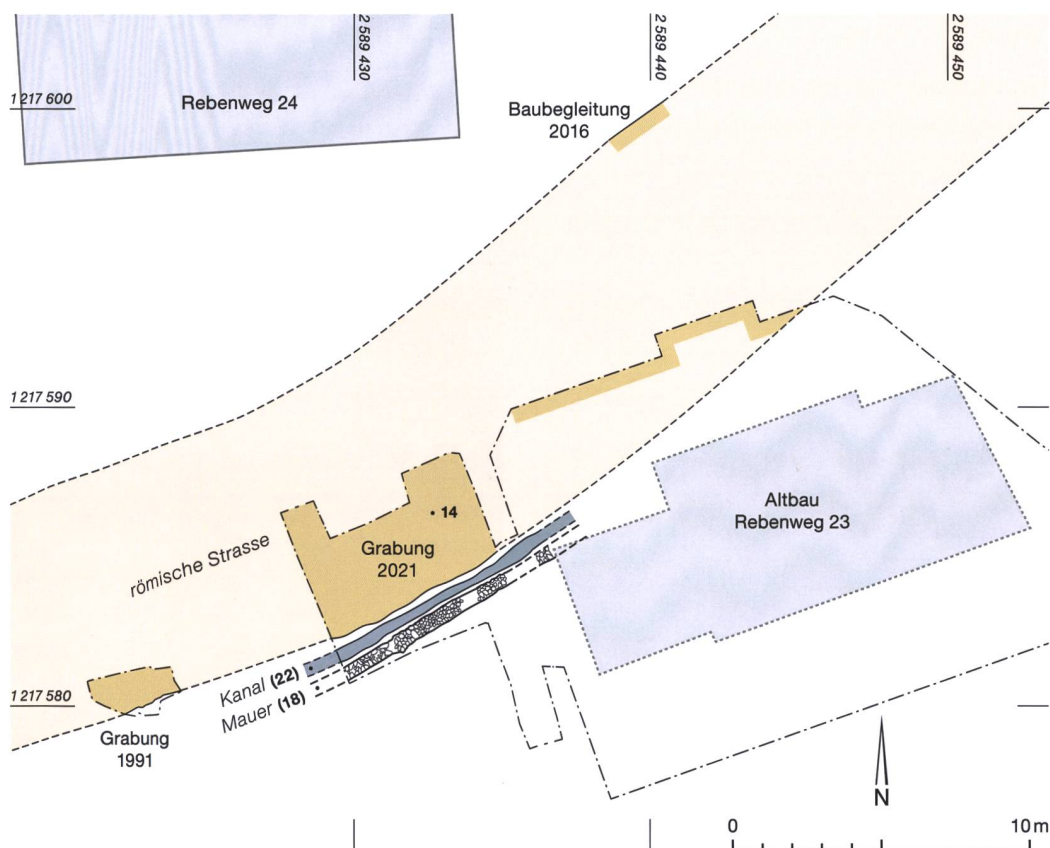 2 589 430
2 589 440
2 589 450
1 217 600
Rebenweg 24
Baubegleitung
2016
1 217 590
14
Altbau
Rebenweg 23
Grabung
2021
römische Strasse
Kanal (22)
Mauer (18)
1 217 580
Grabung
1991
N
0
10 m